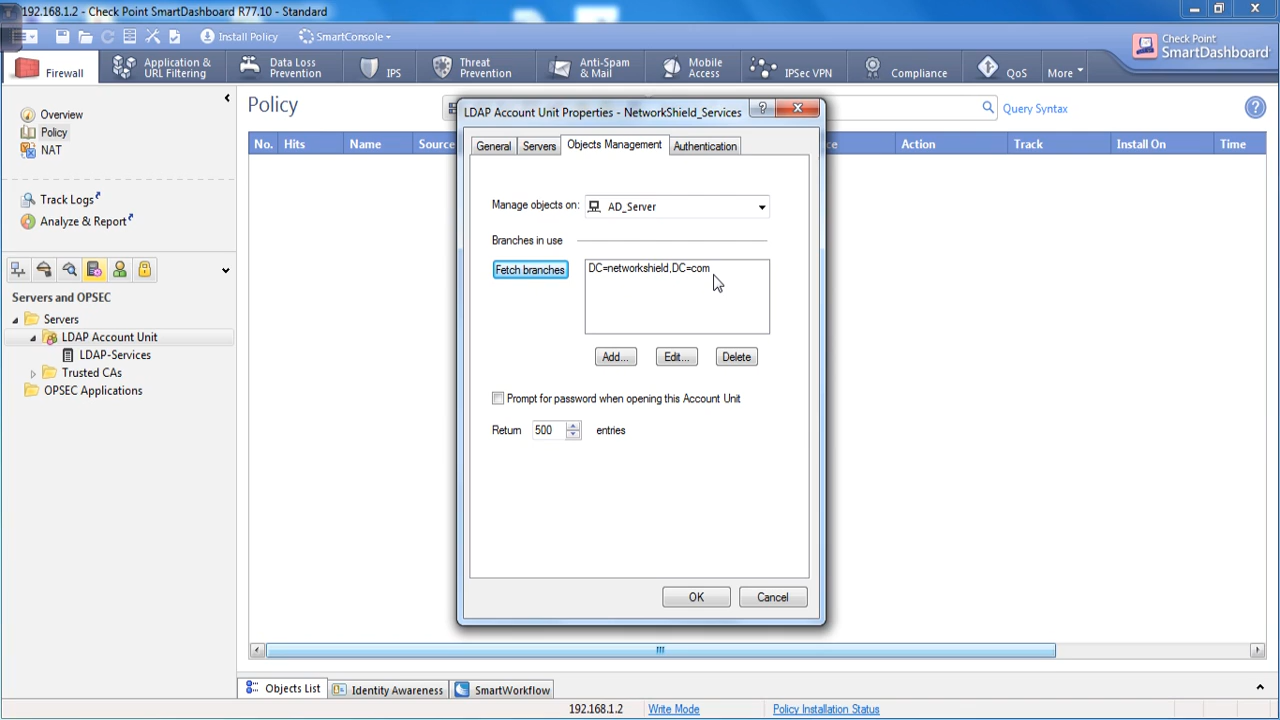 192.168.1.2 - Check Point SmartDashboard R77.10 - Standard
Install Policy
SmartConsole
Check Point
SmartDashboard
Firewall
Application &
URL Filtering
Data Loss
Prevention
IPS
Threat
Prevention
Anti-Spam
& Mail
Mobile
Access
IPSec VPN
Compliance
QoS
More
Overview
Policy
NAT
Track Logs
Analyze & Report
Servers and OPSEC
Servers
LDAP Account Unit
LDAP-Services
Trusted CAs
OPSEC Applications
Policy
Query Syntax
No.
Hits
Name
Source
Action
Track
Install On
Time
LDAP Account Unit Properties - NetworkShield_Services
General
Servers
Objects Management
Authentication
Manage objects on:
AD_Server
Branches in use
Fetch branches
DC=networkshield,DC=com
Add...
Edit...
Delete
Prompt for password when opening this Account Unit
Return 500 entries
OK
Cancel
Objects List
Identity Awareness
SmartWorkflow
192.168.1.2
Write Mode
Policy Installation Status